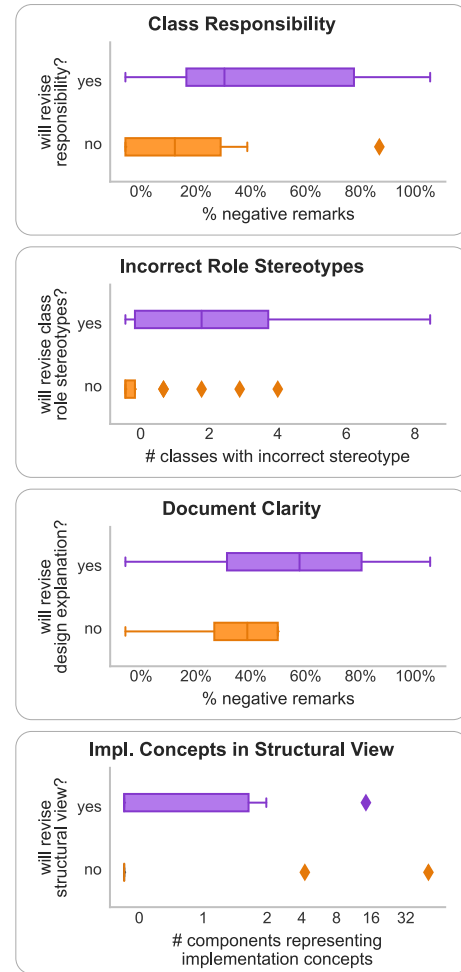 Class Responsibility
will revise
responsibility?
yes
no
0% 20% 40% 60% 80% 100%
% negative remarks
Incorrect Role Stereotypes
will revise class
role stereotypes?
yes
no
0 2 4 6 8
# classes with incorrect stereotype
Document Clarity
will revise
design explanation?
yes
no
0% 20% 40% 60% 80% 100%
% negative remarks
Impl. Concepts in Structural View
will revise
structural view?
yes
no
0 1 2 4 8 16 32
# components representing
implementation concepts